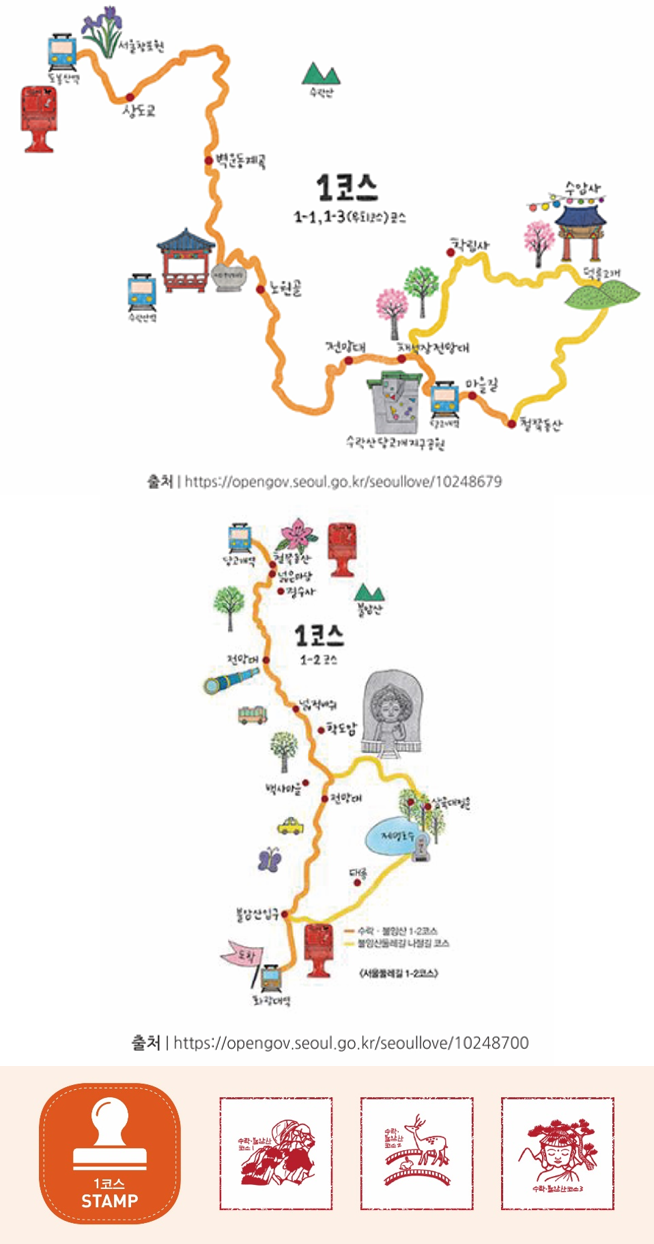 서울창포원
도봉산역
상도교
수락산
백운동계곡
1코스
1-1, 1-3(우회코스) 코스
수암사
학림사
덕릉고개
노원골
수락산역
전망대
채석장전망대
마을길
당고개역
철쭉동산
수락산당고개지구공원
출처 | https://opengov.seoul.go.kr/seoullove/10248679
당고개역
철쭉동산
넓은마당
정수사
불암산
1코스
1-2 코스
전망대
넓적바위
학도암
백사마을
전망대
삼육대정문
제명호수
태릉
불암산입구
수락 · 불암산 1-2코스
불암산둘레길 나절길 코스
도착
<서울둘레길 1-2코스>
화랑대역
출처 | https://opengov.seoul.go.kr/seoullove/10248700
1코스
STAMP
수락·불암산
코스1
수락·
불암산
코스2
수락·불암산코스3